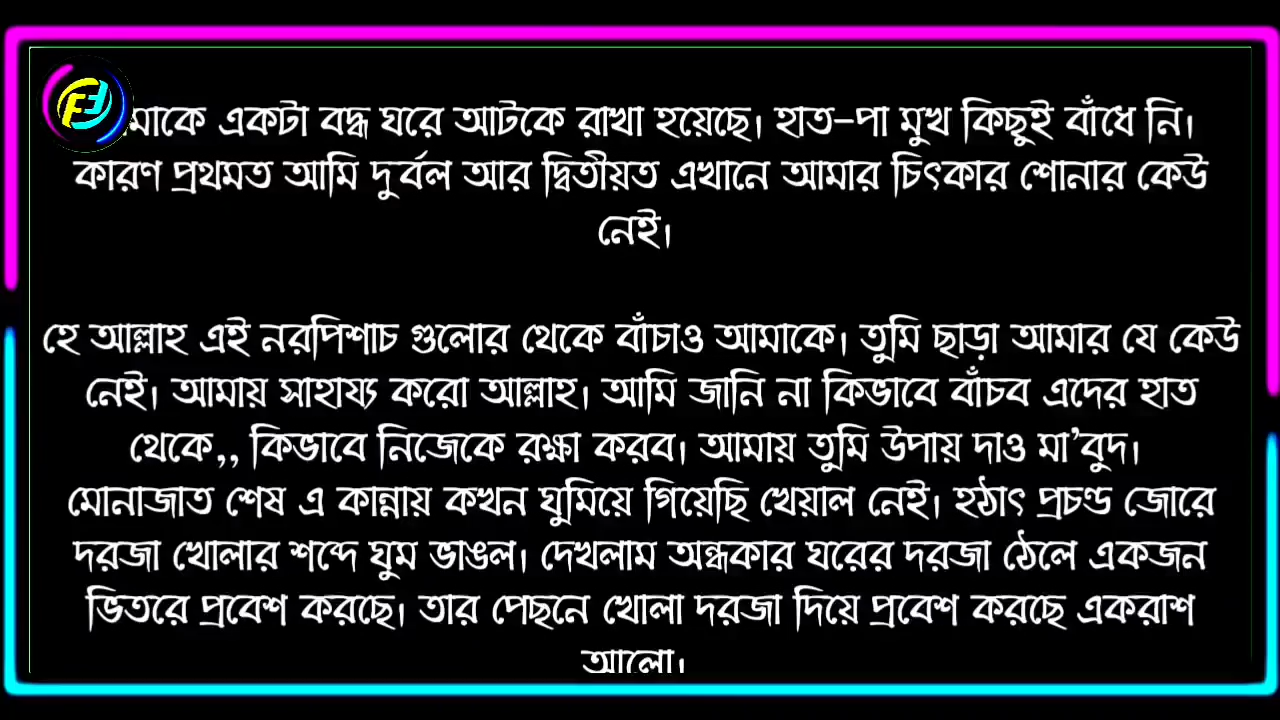 মাকে একটা বদ্ধ ঘরে আটকে রাখা হয়েছে। হাত-পা মুখ কিছুই বাঁধে নি।
কারণ প্রথমত আমি দুর্বল আর দ্বিতীয়ত এখানে আমার চিৎকার শোনার কেউ
নেই।
হে আল্লাহ এই নরপিশাচ গুলোর থেকে বাঁচাও আমাকে। তুমি ছাড়া আমার যে কেউ
নেই। আমায় সাহায্য করো আল্লাহ। আমি জানি না কিভাবে বাঁচব এদের হাত
থেকে,, কিভাবে নিজেকে রক্ষা করব। আমায় তুমি উপায় দাও মা’বুদ।
মোনাজাত শেষ এ কান্নায় কখন ঘুমিয়ে গিয়েছি খেয়াল নেই। হঠাৎ প্রচণ্ড জোরে
দরজা খোলার শব্দে ঘুম ভাঙল। দেখলাম অন্ধকার ঘরের দরজা ঠেলে একজন
ভিতরে প্রবেশ করছে। তার পেছনে খোলা দরজা দিয়ে প্রবেশ করছে একরাশ
আলো।